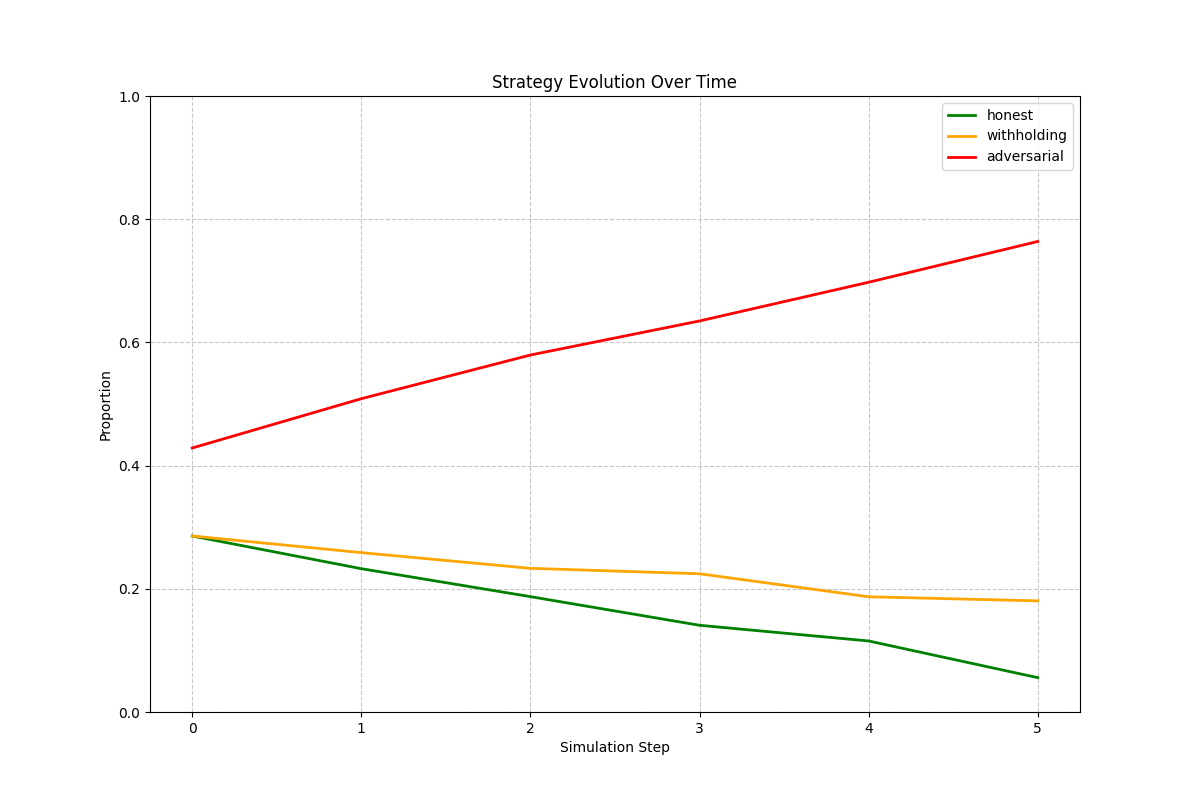 Strategy Evolution Over Time
honest
withholding
adversarial
Proportion
1.0
0.8
0.6
0.4
0.2
0.0
0 1 2 3 4 5
Simulation Step